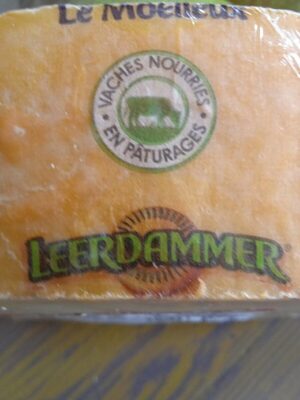 Le Moelleux
• VACHES NOURRIES •
EN PÂTURAGES
LEERDAMMER®